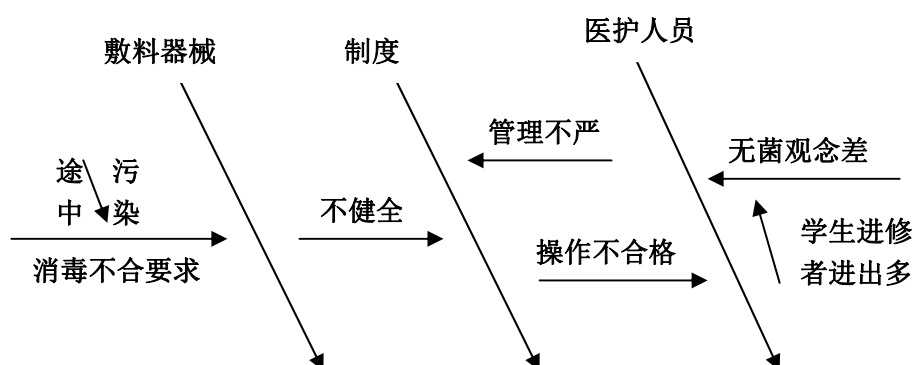 敷料器械
制度
医护人员
管理不严
无菌观念差
途 污
中 染
不健全
学生进修
者进出多
操作不合格
消毒不合要求